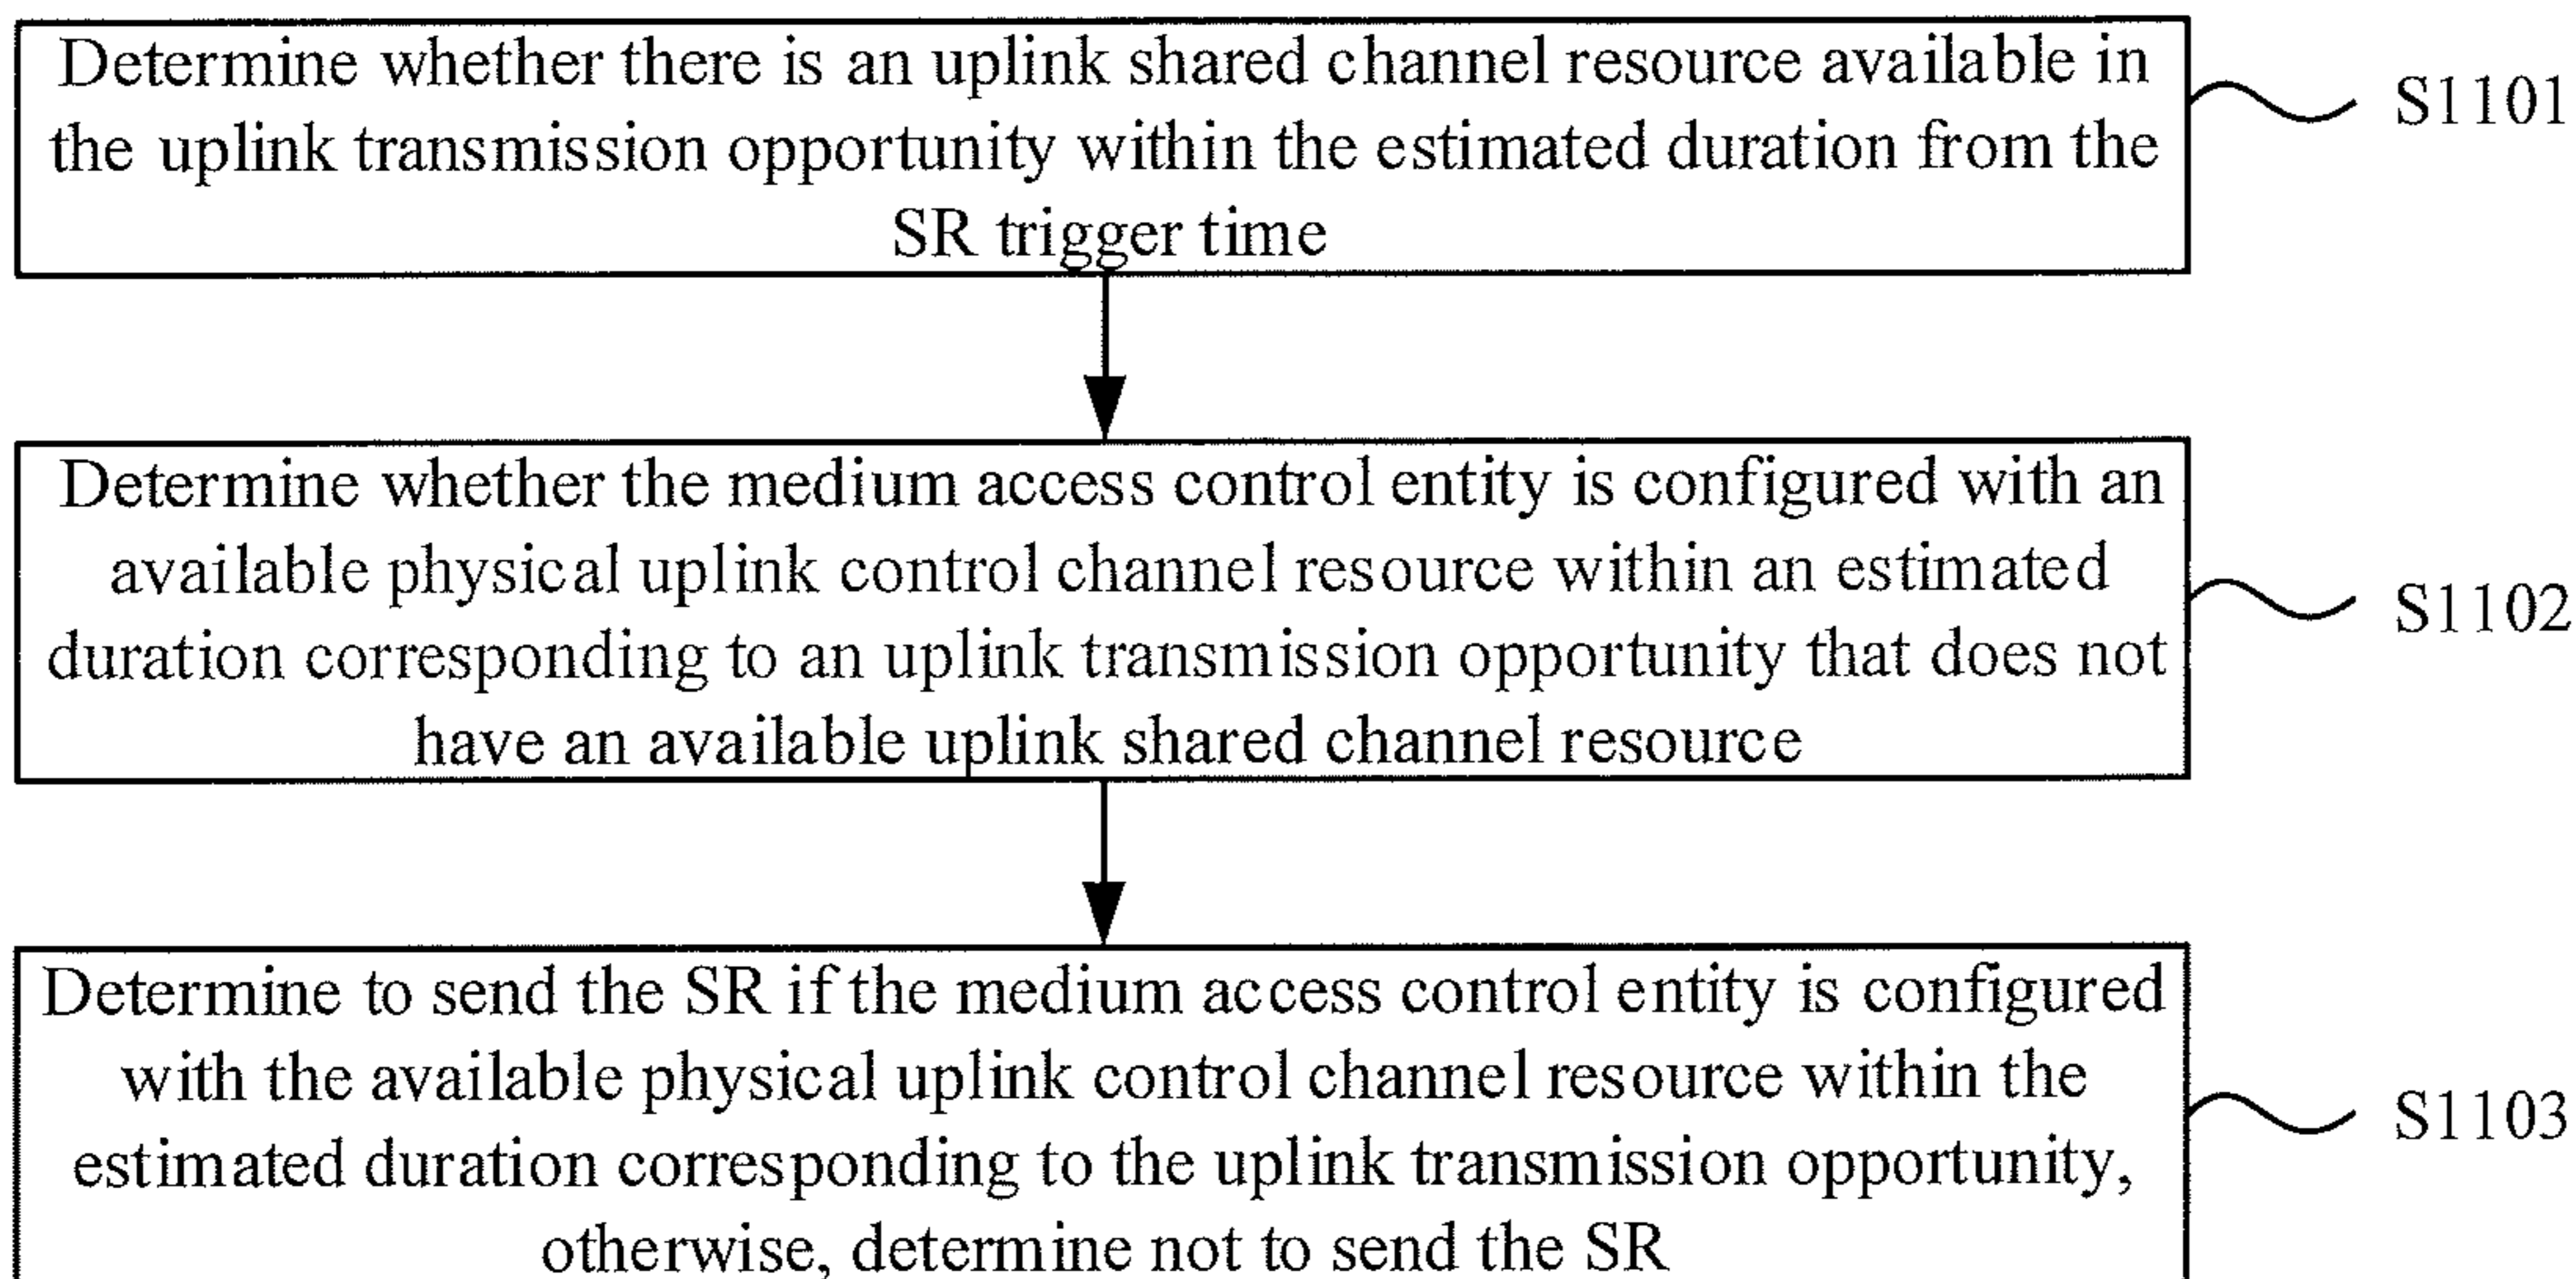 Determine whether there is an uplink shared channel resource available in
the uplink transmission opportunity within the estimated duration from the
SR trigger time
S1101
Determine whether the medium access control entity is configured with an
available physical uplink control channel resource within an estimated
duration corresponding to an uplink transmission opportunity that does not
have an available uplink shared channel resource
S1102
Determine to send the SR if the medium access control entity is configured
with the available physical uplink control channel resource within the
estimated duration corresponding to the uplink transmission opportunity,
otherwise, determine not to send the SR
S1103